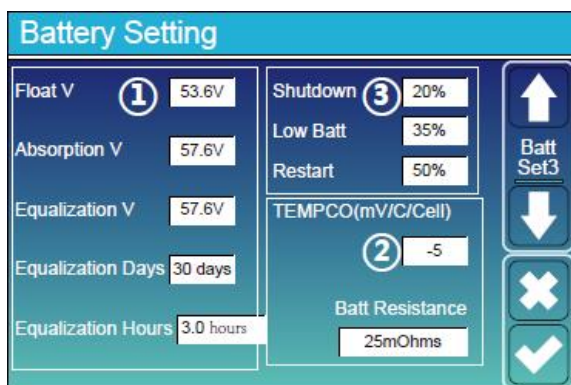 Battery Setting
Float V ① 53.6V
Absorption V 57.6V
Equalization V 57.6V
Equalization Days 30 days
Equalization Hours 3.0 hours
Shutdown ③ 20%
Low Batt 35%
Restart 50%
TEMPCO(mV/C/Cell)
② -5
Batt Resistance
25mOhms
Batt
Set3